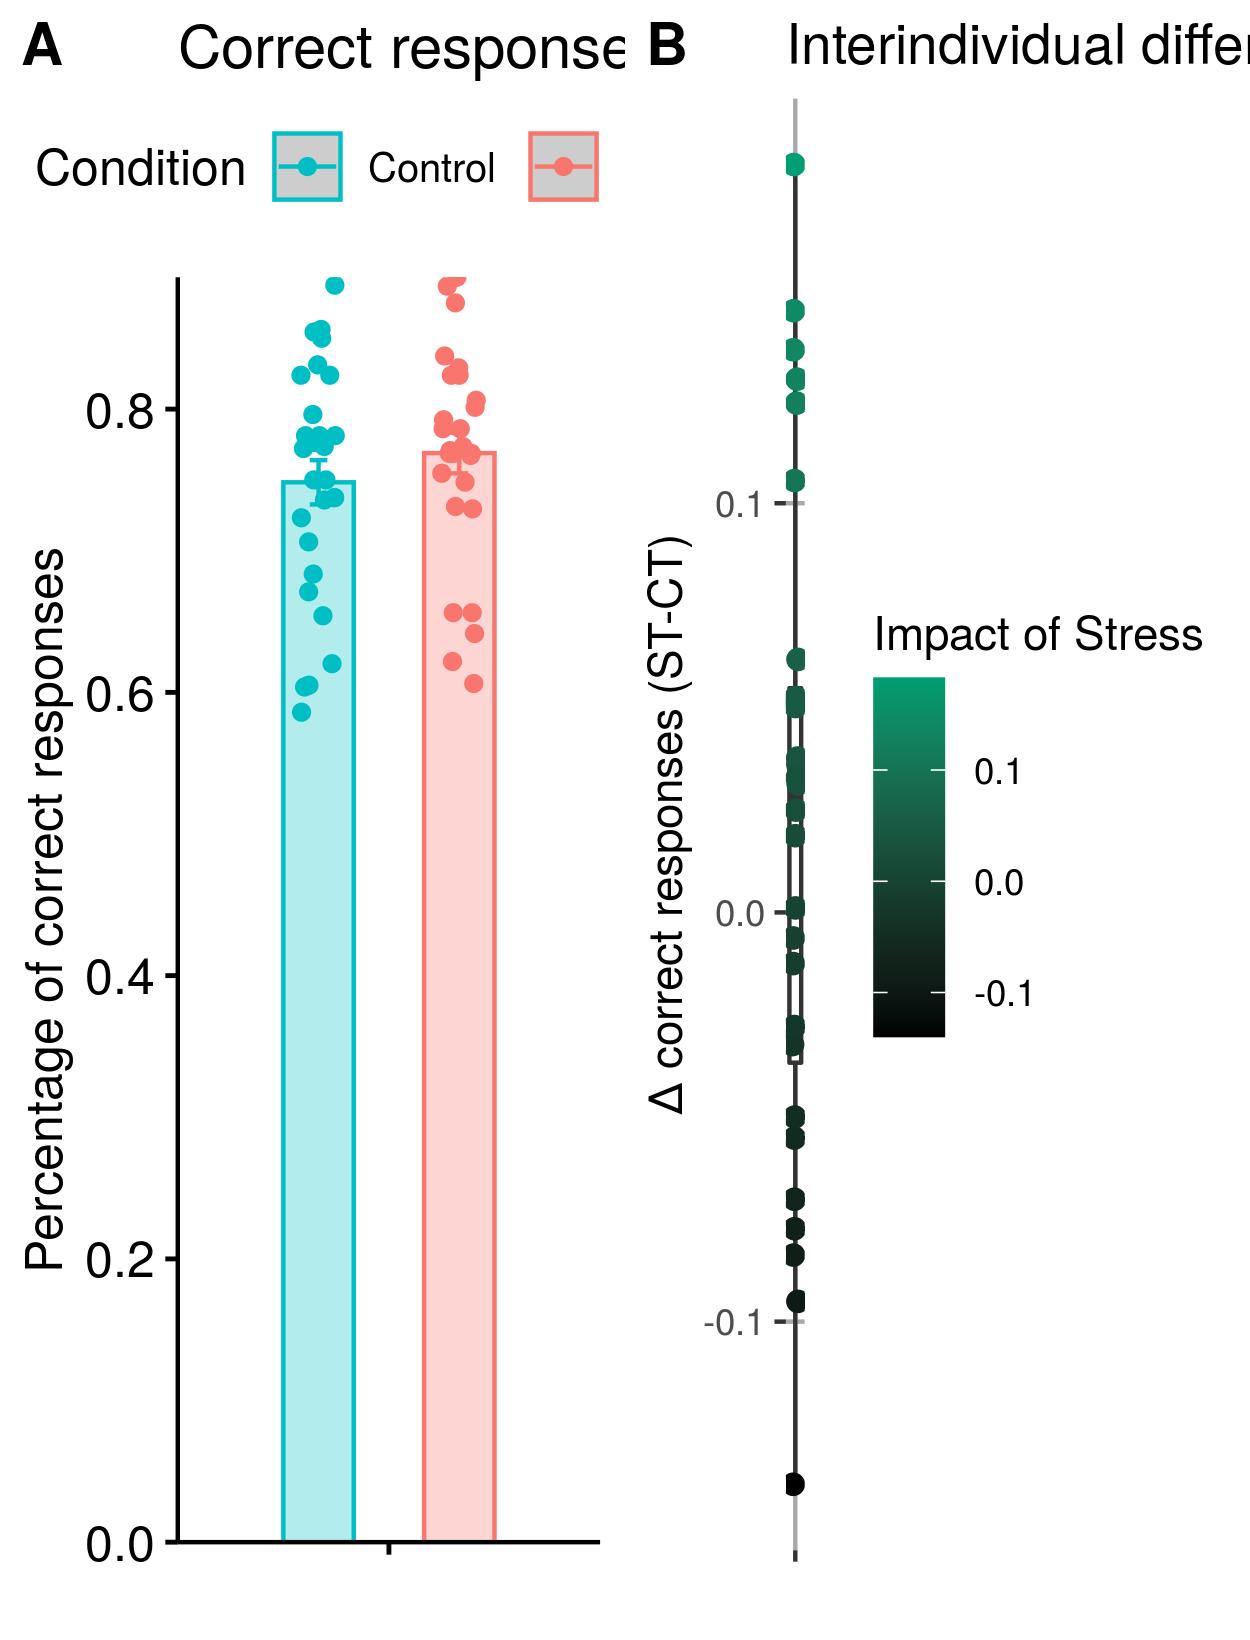 A
Correct response
Condition
Control
Percentage of correct responses
0.8
0.6
0.4
0.2
0.0
B
Interindividual differ
Δ correct responses (ST-CT)
0.1
0.0
-0.1
Impact of Stress
0.1
0.0
-0.1